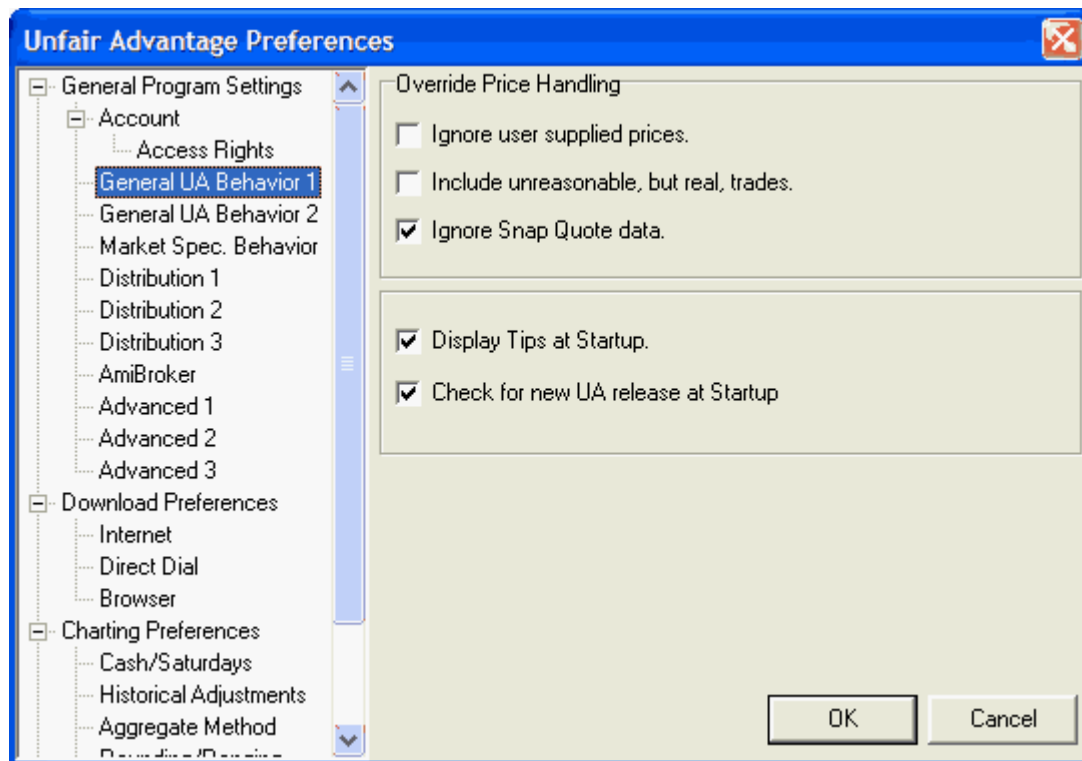 Unfair Advantage Preferences
General Program Settings
Account
Access Rights
General UA Behavior 1
General UA Behavior 2
Market Spec. Behavior
Distribution 1
Distribution 2
Distribution 3
AmiBroker
Advanced 1
Advanced 2
Advanced 3
Download Preferences
Internet
Direct Dial
Browser
Charting Preferences
Cash/Saturdays
Historical Adjustments
Aggregate Method
Override Price Handling
Ignore user supplied prices.
Include unreasonable, but real, trades.
Ignore Snap Quote data.
Display Tips at Startup.
Check for new UA release at Startup
OK
Cancel